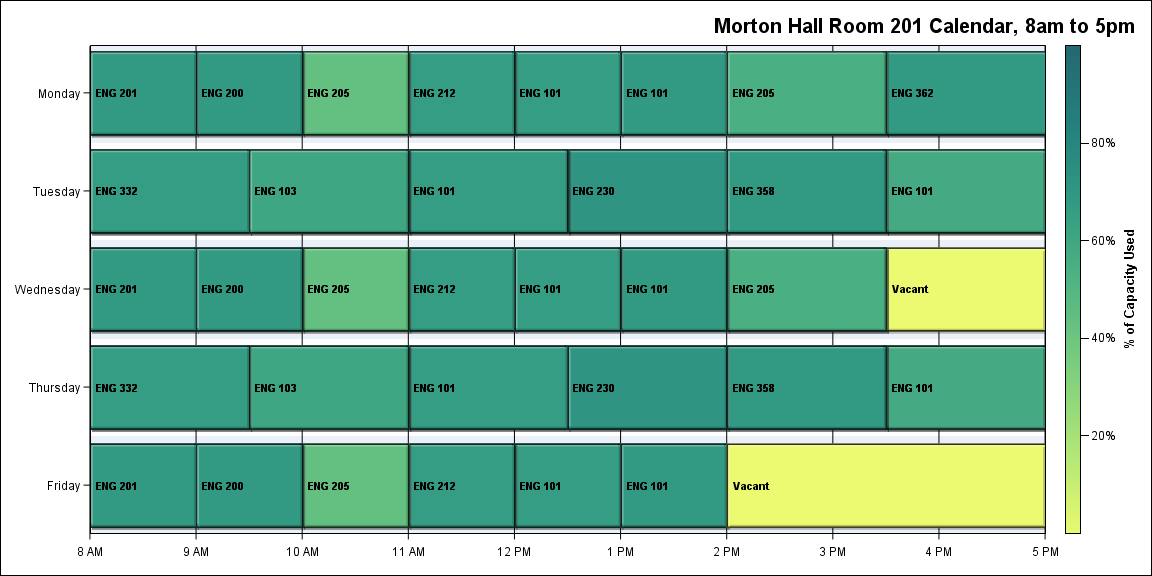 Morton Hall Room 201 Calendar, 8am to 5pm
Monday
ENG 201
ENG 200
ENG 205
ENG 212
ENG 101
ENG 101
ENG 205
ENG 362
Tuesday
ENG 332
ENG 103
ENG 101
ENG 230
ENG 358
ENG 101
Wednesday
ENG 201
ENG 200
ENG 205
ENG 212
ENG 101
ENG 101
ENG 205
Vacant
Thursday
ENG 332
ENG 103
ENG 101
ENG 230
ENG 358
ENG 101
Friday
ENG 201
ENG 200
ENG 205
ENG 212
ENG 101
ENG 101
Vacant
8 AM
9 AM
10 AM
11 AM
12 PM
1 PM
2 PM
3 PM
4 PM
5 PM
80%
60%
40%
20%
% of Capacity Used